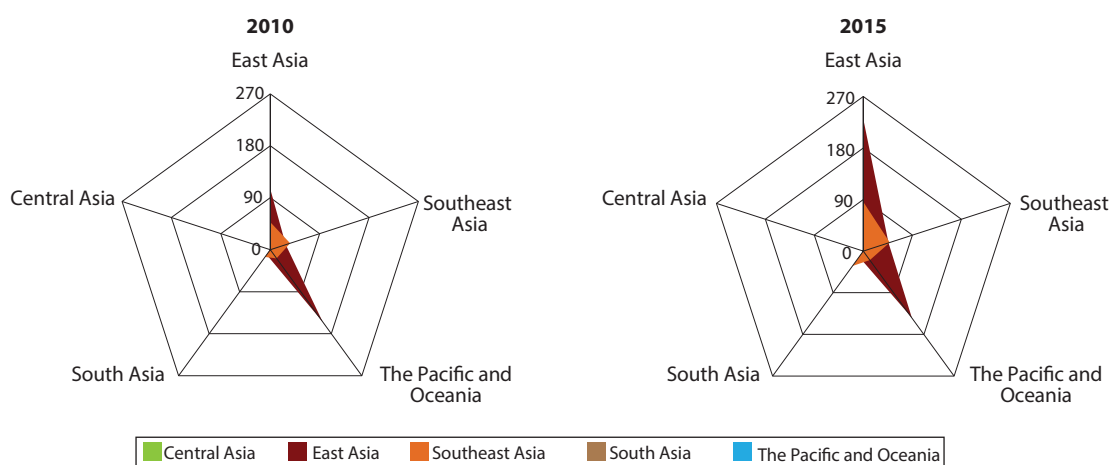 2010
East Asia
270
180
90
0
Central Asia
Southeast
Asia
South Asia
The Pacific and
Oceania
2015
East Asia
270
180
90
0
Central Asia
Southeast
Asia
South Asia
The Pacific and
Oceania
Central Asia East Asia Southeast Asia South Asia The Pacific and Oceania